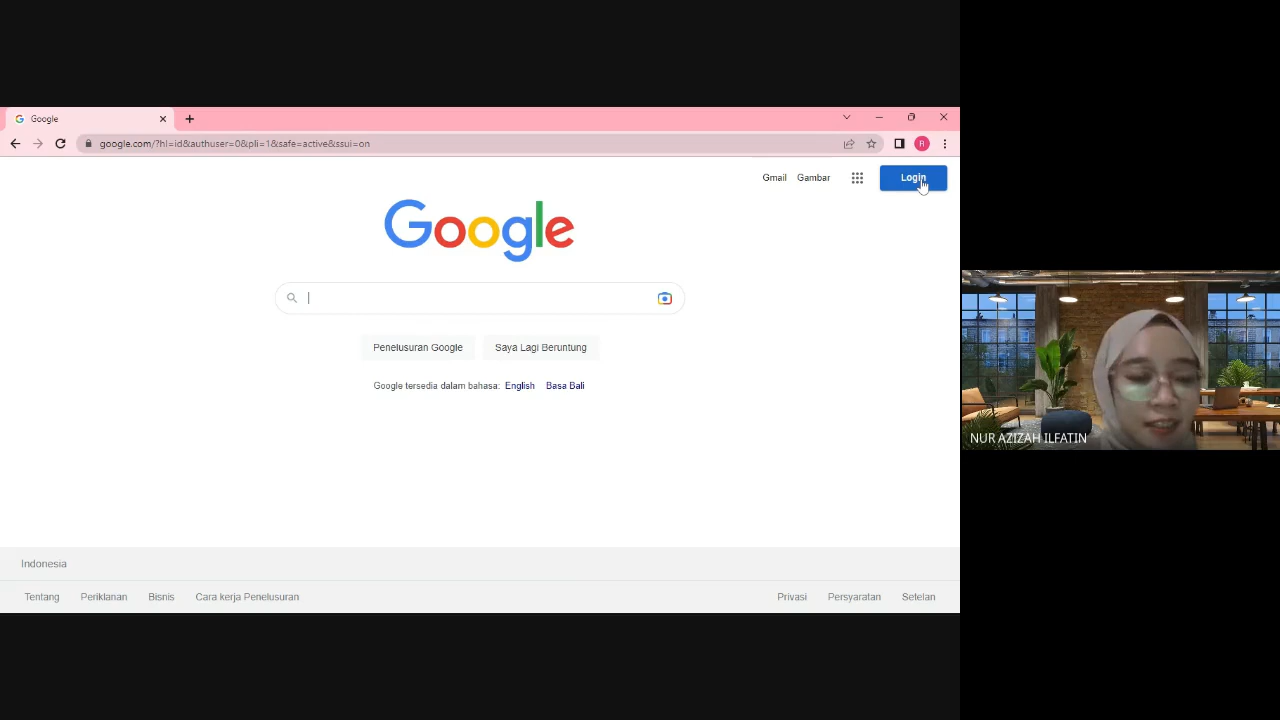 Google
google.com/?hl=id&authuser=0&pli=1&safe=active&ssui=on
Gmail Gambar Login
Google
Penelusuran Google Saya Lagi Beruntung
Google tersedia dalam bahasa: English Basa Bali
NUR AZIZAH ILFATIN
Indonesia
Tentang Periklanan Bisnis Cara kerja Penelusuran Privasi Persyaratan Setelan